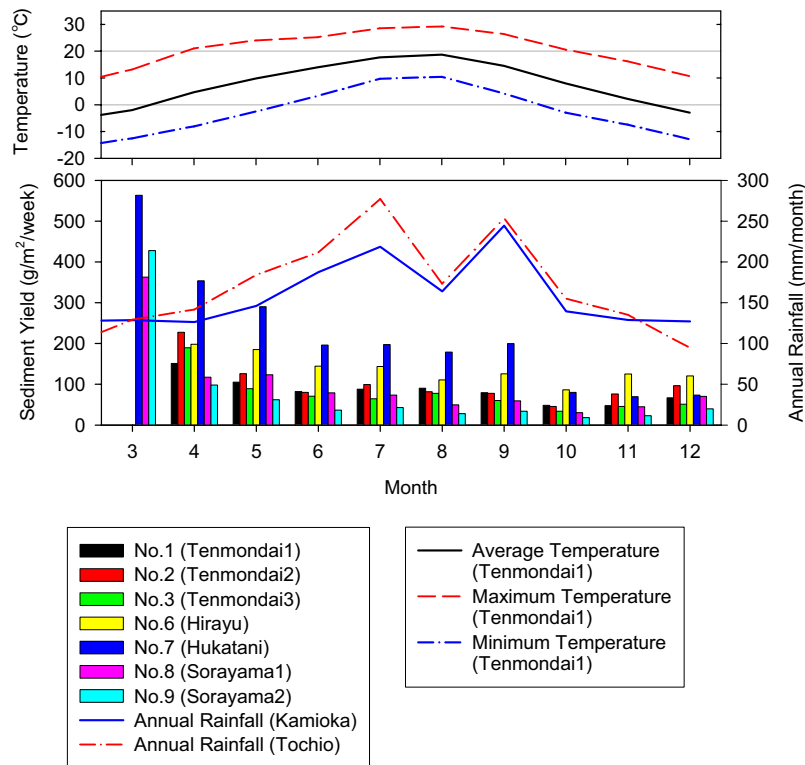 Temperature (°C)
30
20
10
0
-10
-20
Sediment Yield (g/m²/week)
600
500
400
300
200
100
0
Annual Rainfall (mm/month)
300
250
200
150
100
50
0
3 4 5 6 7 8 9 10 11 12
Month
No.1 (Tenmondai1)
No.2 (Tenmondai2)
No.3 (Tenmondai3)
No.6 (Hirayu)
No.7 (Hukatani)
No.8 (Sorayama1)
No.9 (Sorayama2)
Annual Rainfall (Kamioka)
Annual Rainfall (Tochio)
Average Temperature
(Tenmondai1)
Maximum Temperature
(Tenmondai1)
Minimum Temperature
(Tenmondai1)